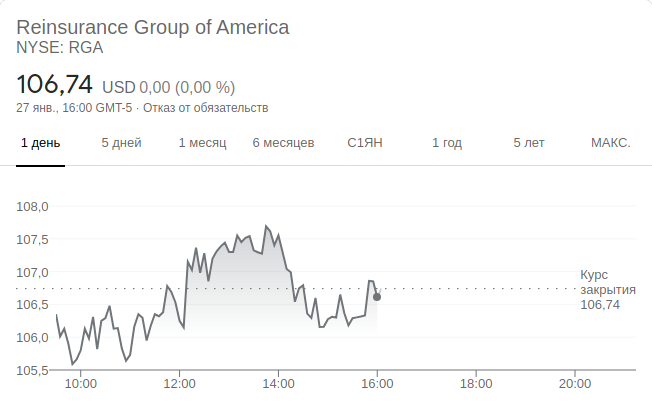 Reinsurance Group of America
NYSE: RGA
106,74 USD 0,00 (0,00 %)
27 янв., 16:00 GMT-5 · Отказ от обязательств
1 день 5 дней 1 месяц 6 месяцев С1ЯН 1 год 5 лет МАКС.
108,0
107,5
107,0
106,5
106,0
105,5
Курс
закрытия
106,74
10:00 12:00 14:00 16:00 18:00 20:00